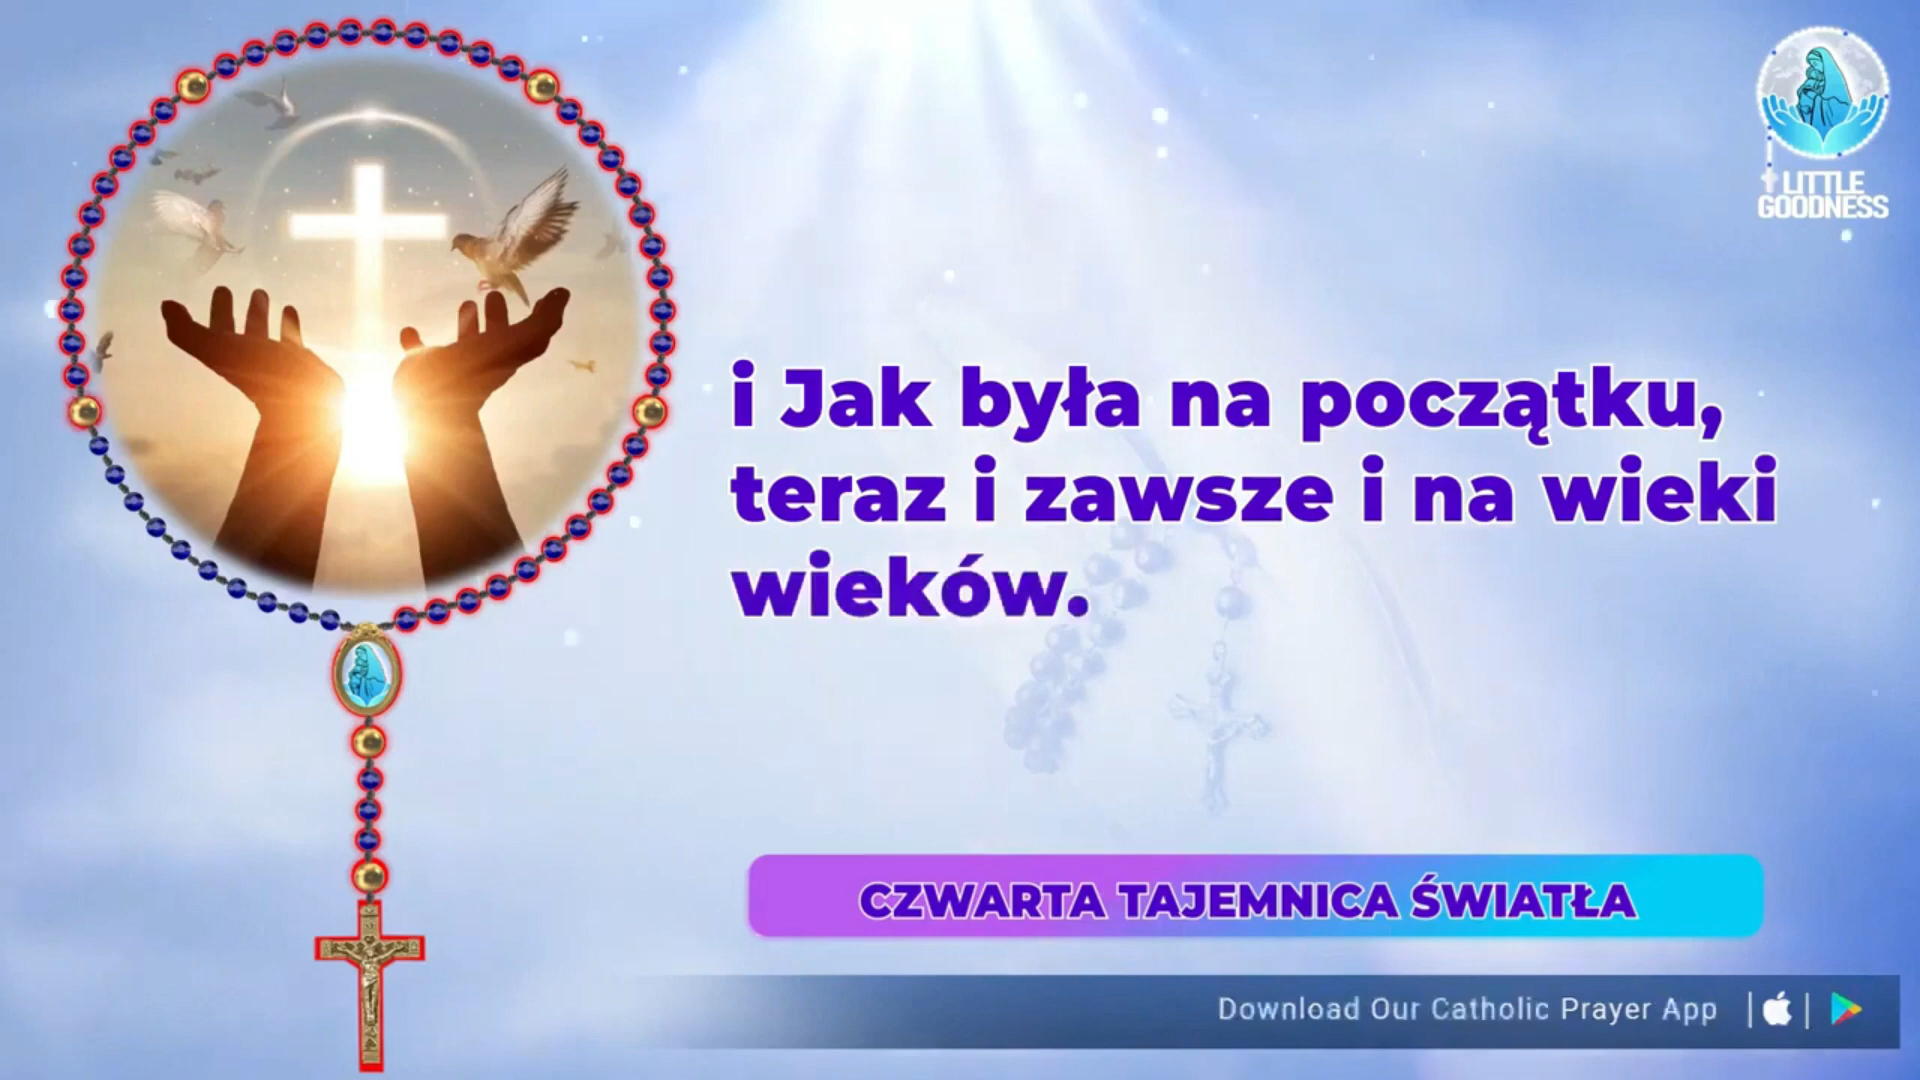 LITTLE
GOODNESS
i Jak była na początku,
teraz i zawsze i na wieki
wieków.
CZWARTA TAJEMNICA ŚWIATŁA
Download Our Catholic Prayer App